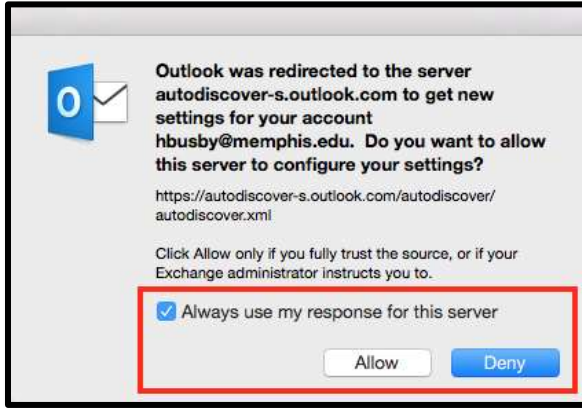 Outlook was redirected to the server
autodiscover-s.outlook.com to get new
settings for your account
hbusby@memphis.edu. Do you want to allow
this server to configure your settings?
https://autodiscover-s.outlook.com/autodiscover/
autodiscover.xml
Click Allow only if you fully trust the source, or if your
Exchange administrator instructs you to.
Always use my response for this server
Allow Deny